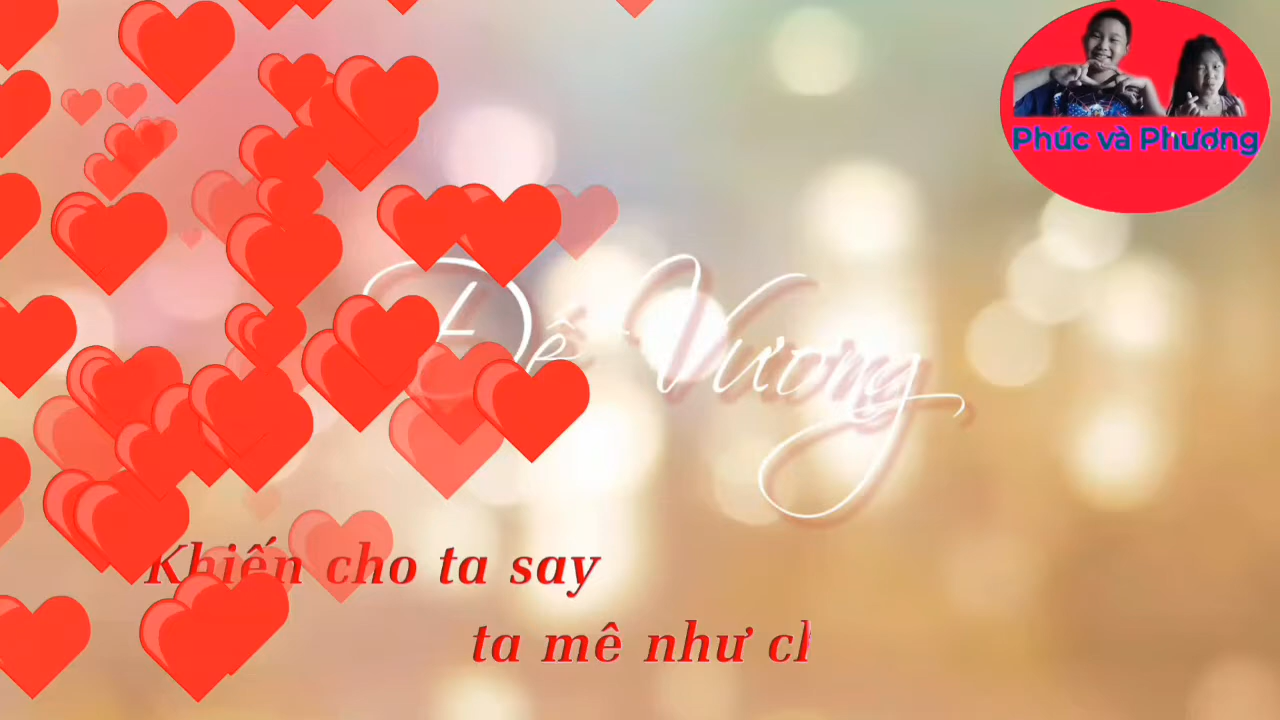 Phúc và Phương
Đế Vương
Khiến cho ta say
ta mê như